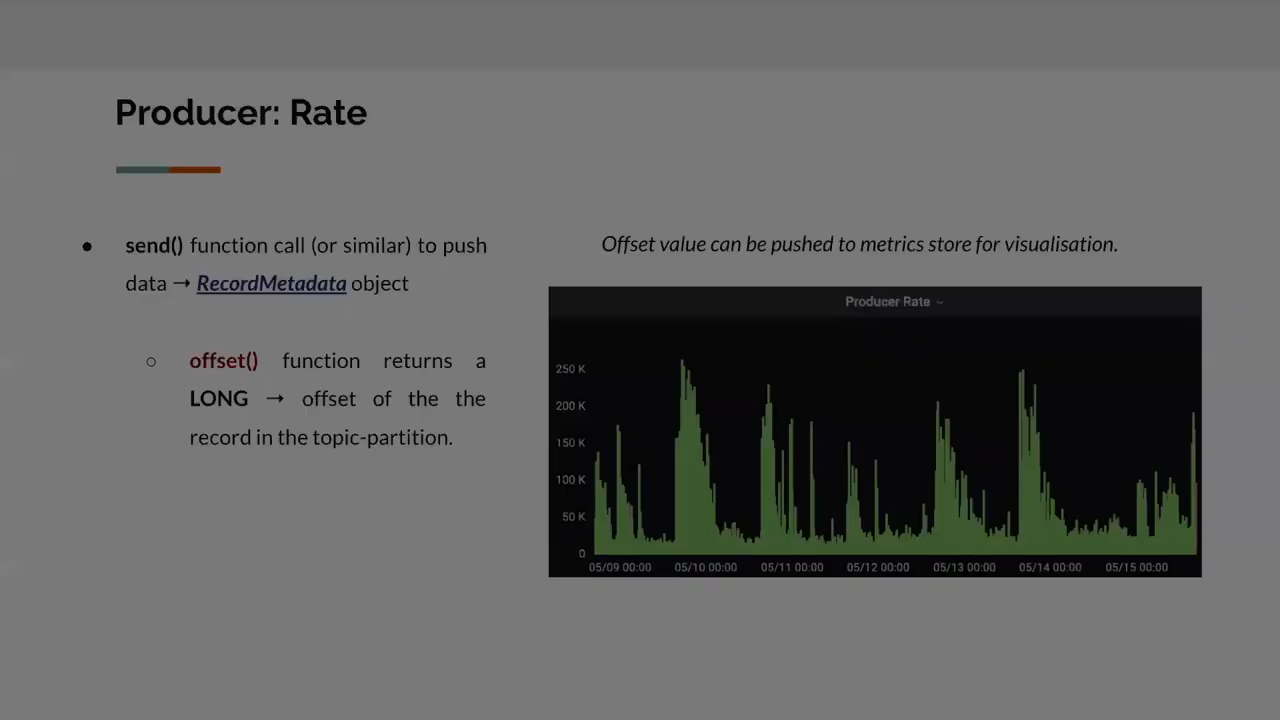 Producer: Rate
● send() function call (or similar) to push
data → RecordMetadata object
○ offset() function returns a
LONG → offset of the the
record in the topic-partition.
Offset value can be pushed to metrics store for visualisation.
Producer Rate
250 K
200 K
150 K
100 K
50 K
0
05/09 00:00 05/10 00:00 05/11 00:00 05/12 00:00 05/13 00:00 05/14 00:00 05/15 00:00